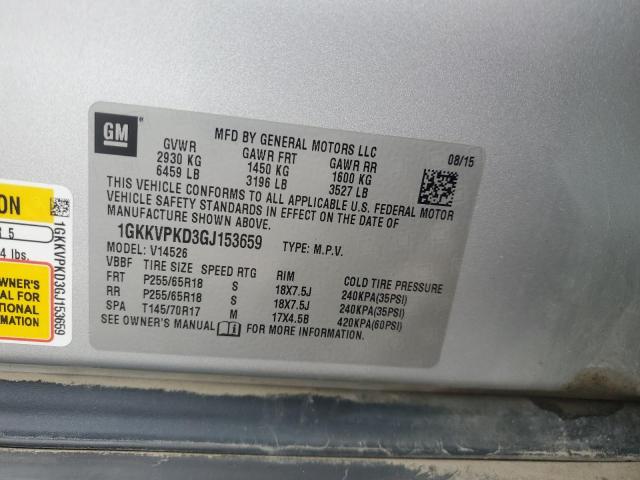 GM
MFD BY GENERAL MOTORS LLC
08/15
GVWR GAWR FRT GAWR RR
2930 KG 1450 KG 1600 KG
6459 LB 3196 LB 3527 LB
THIS VEHICLE CONFORMS TO ALL APPLICABLE U.S. FEDERAL MOTOR
VEHICLE SAFETY STANDARDS IN EFFECT ON THE DATE OF
MANUFACTURE SHOWN ABOVE.
1GKKVPKD3GJ153659 TYPE: M.P.V.
MODEL: V14526
VBBF TIRE SIZE SPEED RTG RIM COLD TIRE PRESSURE
FRT P255/65R18 S 18X7.5J 240KPA(35PSI)
RR P255/65R18 S 18X7.5J 240KPA(35PSI)
SPA T145/70R17 M 17X4.5B 420KPA(60PSI)
SEE OWNER'S MANUAL FOR MORE INFORMATION.
ON
5
4 lbs.
1GKKVPKD3GJ153659
OWNER'S
FOR